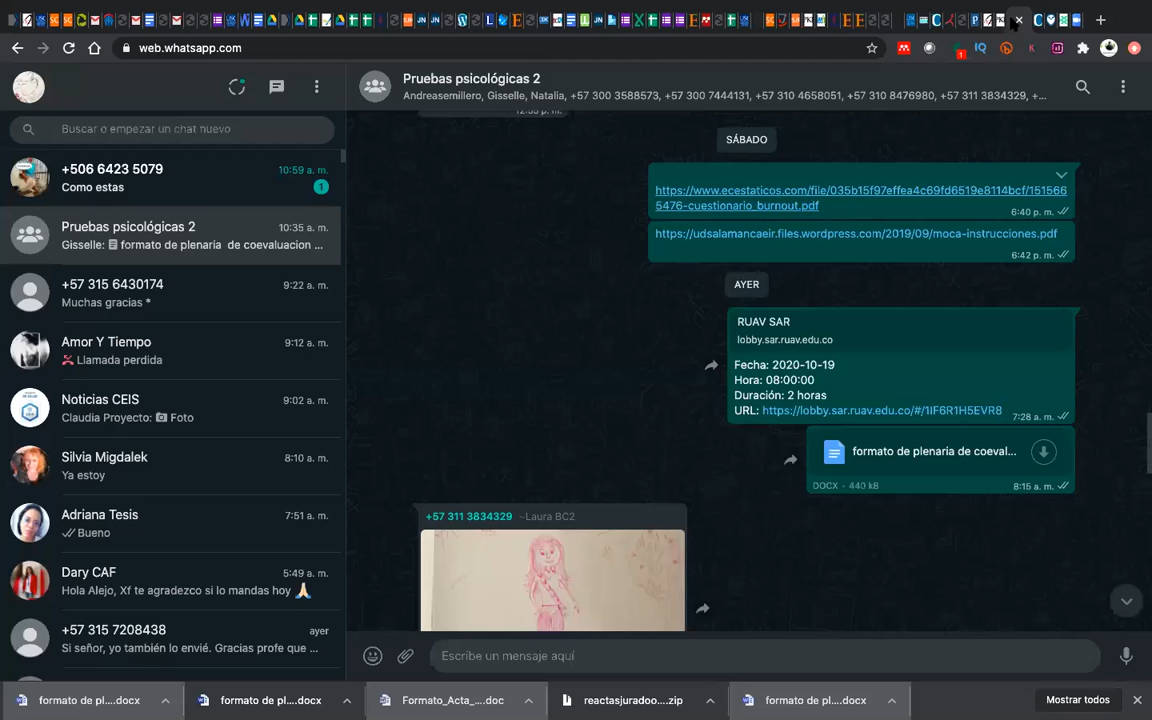 web.whatsapp.com
Buscar o empezar un chat nuevo
+506 6423 5079
10:59 a. m.
Como estas
1
Pruebas psicológicas 2
10:35 a. m.
Gisselle: formato de plenaria de coevaluacion ...
+57 315 6430174
9:22 a. m.
Muchas gracias *
Amor Y Tiempo
9:12 a. m.
Llamada perdida
Noticias CEIS
9:02 a. m.
Claudia Proyecto: Foto
Silvia Migdalek
8:10 a. m.
Ya estoy
Adriana Tesis
7:51 a. m.
Bueno
Dary CAF
5:49 a. m.
Hola Alejo, Xf te agradezco si lo mandas hoy
+57 315 7208438
ayer
Si señor, yo también lo envié. Gracias profe que ...
Pruebas psicológicas 2
Andreasemillero, Gisselle, Natalia, +57 300 3588573, +57 300 7444131, +57 310 4658051, +57 310 8476980, +57 311 3834329, +...
12:55 p. m.
SÁBADO
https://www.ecestaticos.com/file/035b15f97effea4c69fd6519e8114bcf/151566
5476-cuestionario_burnout.pdf
6:40 p. m.
https://udsalamancaeir.files.wordpress.com/2019/09/moca-instrucciones.pdf
6:42 p. m.
AYER
RUAV SAR
lobby.sar.ruav.edu.co
Fecha: 2020-10-19
Hora: 08:00:00
Duración: 2 horas
URL: https://lobby.sar.ruav.edu.co/#/1IF6R1H5EVR8
7:28 a. m.
formato de plenaria de coeval...
DOCX • 440 kB
8:15 a. m.
+57 311 3834329 ~Laura BC2
Escribe un mensaje aquí
formato de pl....docx
formato de pl....docx
Formato_Acta_....doc
reactasjuradoo....zip
formato de pl....docx
Mostrar todos